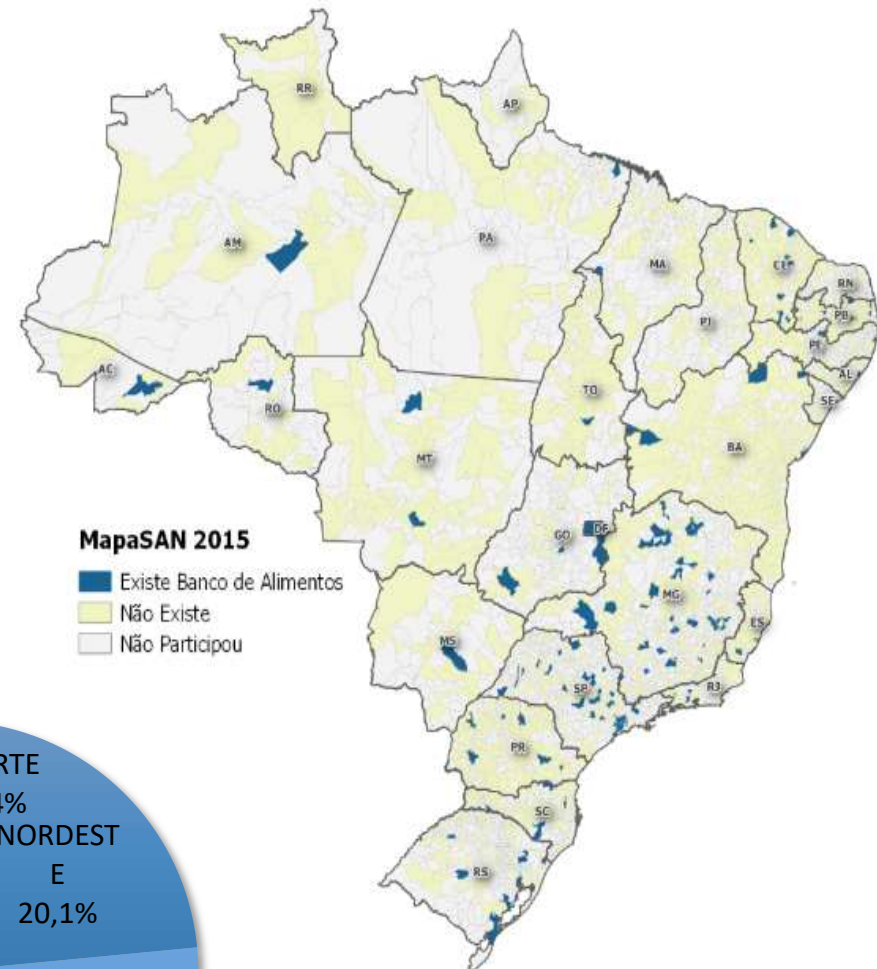 RR
AP
AM
PA
MA
CE
RN
PB
PI
PE
AL
SE
AC
RO
TO
BA
MT
GO
DF
MapaSAN 2015
Existe Banco de Alimentos
Não Existe
Não Participou
MG
ES
MS
SP
RJ
PR
SC
RS
RTE
4%
NORDEST
E
20,1%